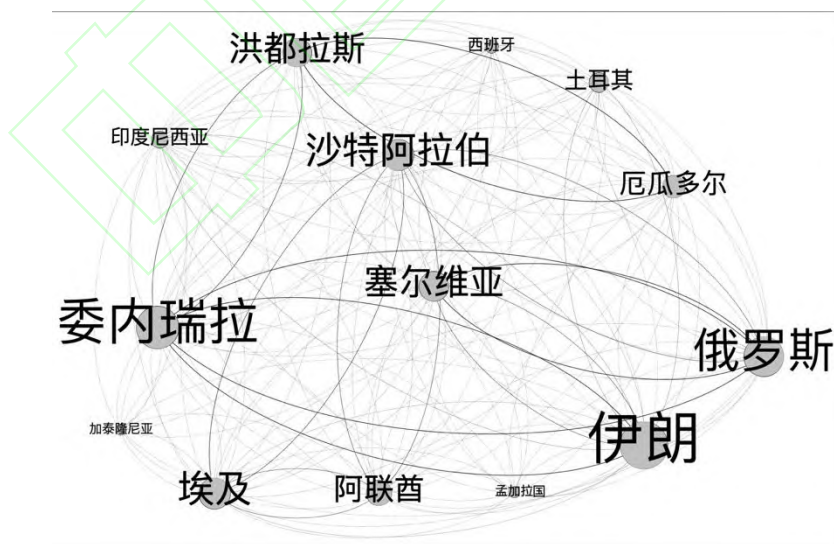 洪都拉斯
西班牙
土耳其
印度尼西亚
沙特阿拉伯
厄瓜多尔
塞尔维亚
委内瑞拉
俄罗斯
加泰隆尼亚
伊朗
埃及
阿联酋
孟加拉国